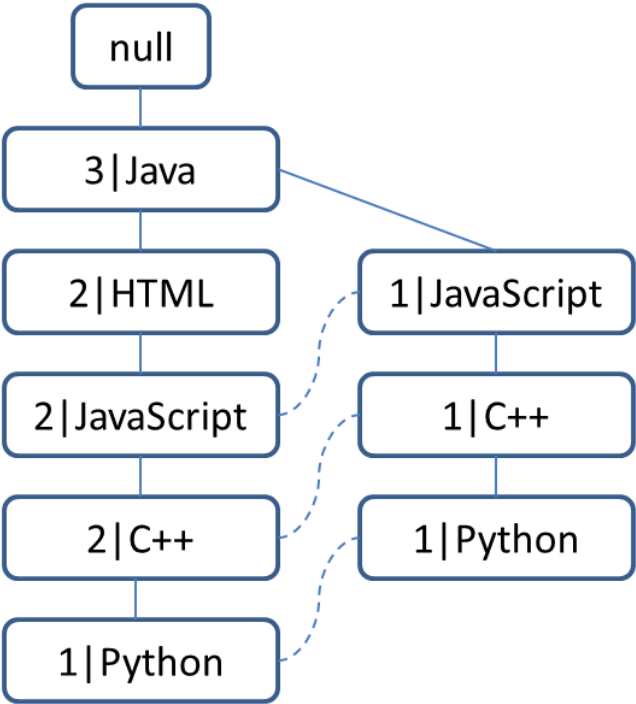 null
3|Java
2|HTML
1|JavaScript
2|JavaScript
1|C++
2|C++
1|Python
1|Python